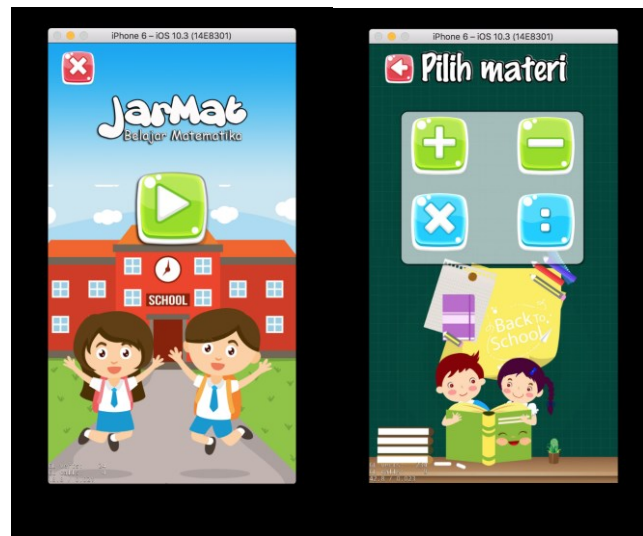 iPhone 6 – iOS 10.3 (14E8301)
JarMat
Belajar Matematika
SCHOOL
iPhone 6 – iOS 10.3 (14E8301)
Pilih materi
+
−
×
:
Back To
School